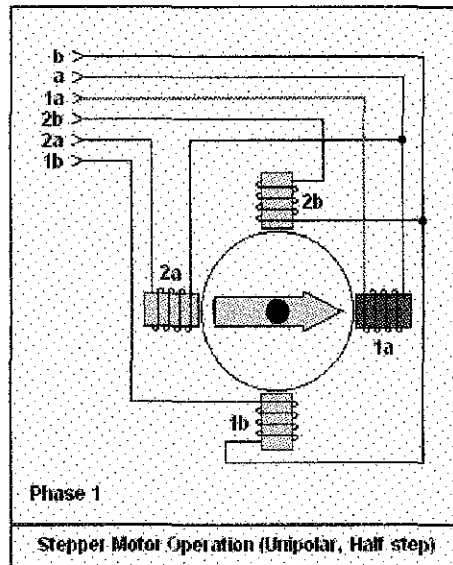 b
a
1a
2b
2a
1b
2b
2a
1a
1b
Phase 1
Stepper Motor Operation (Unipolar, Half step)